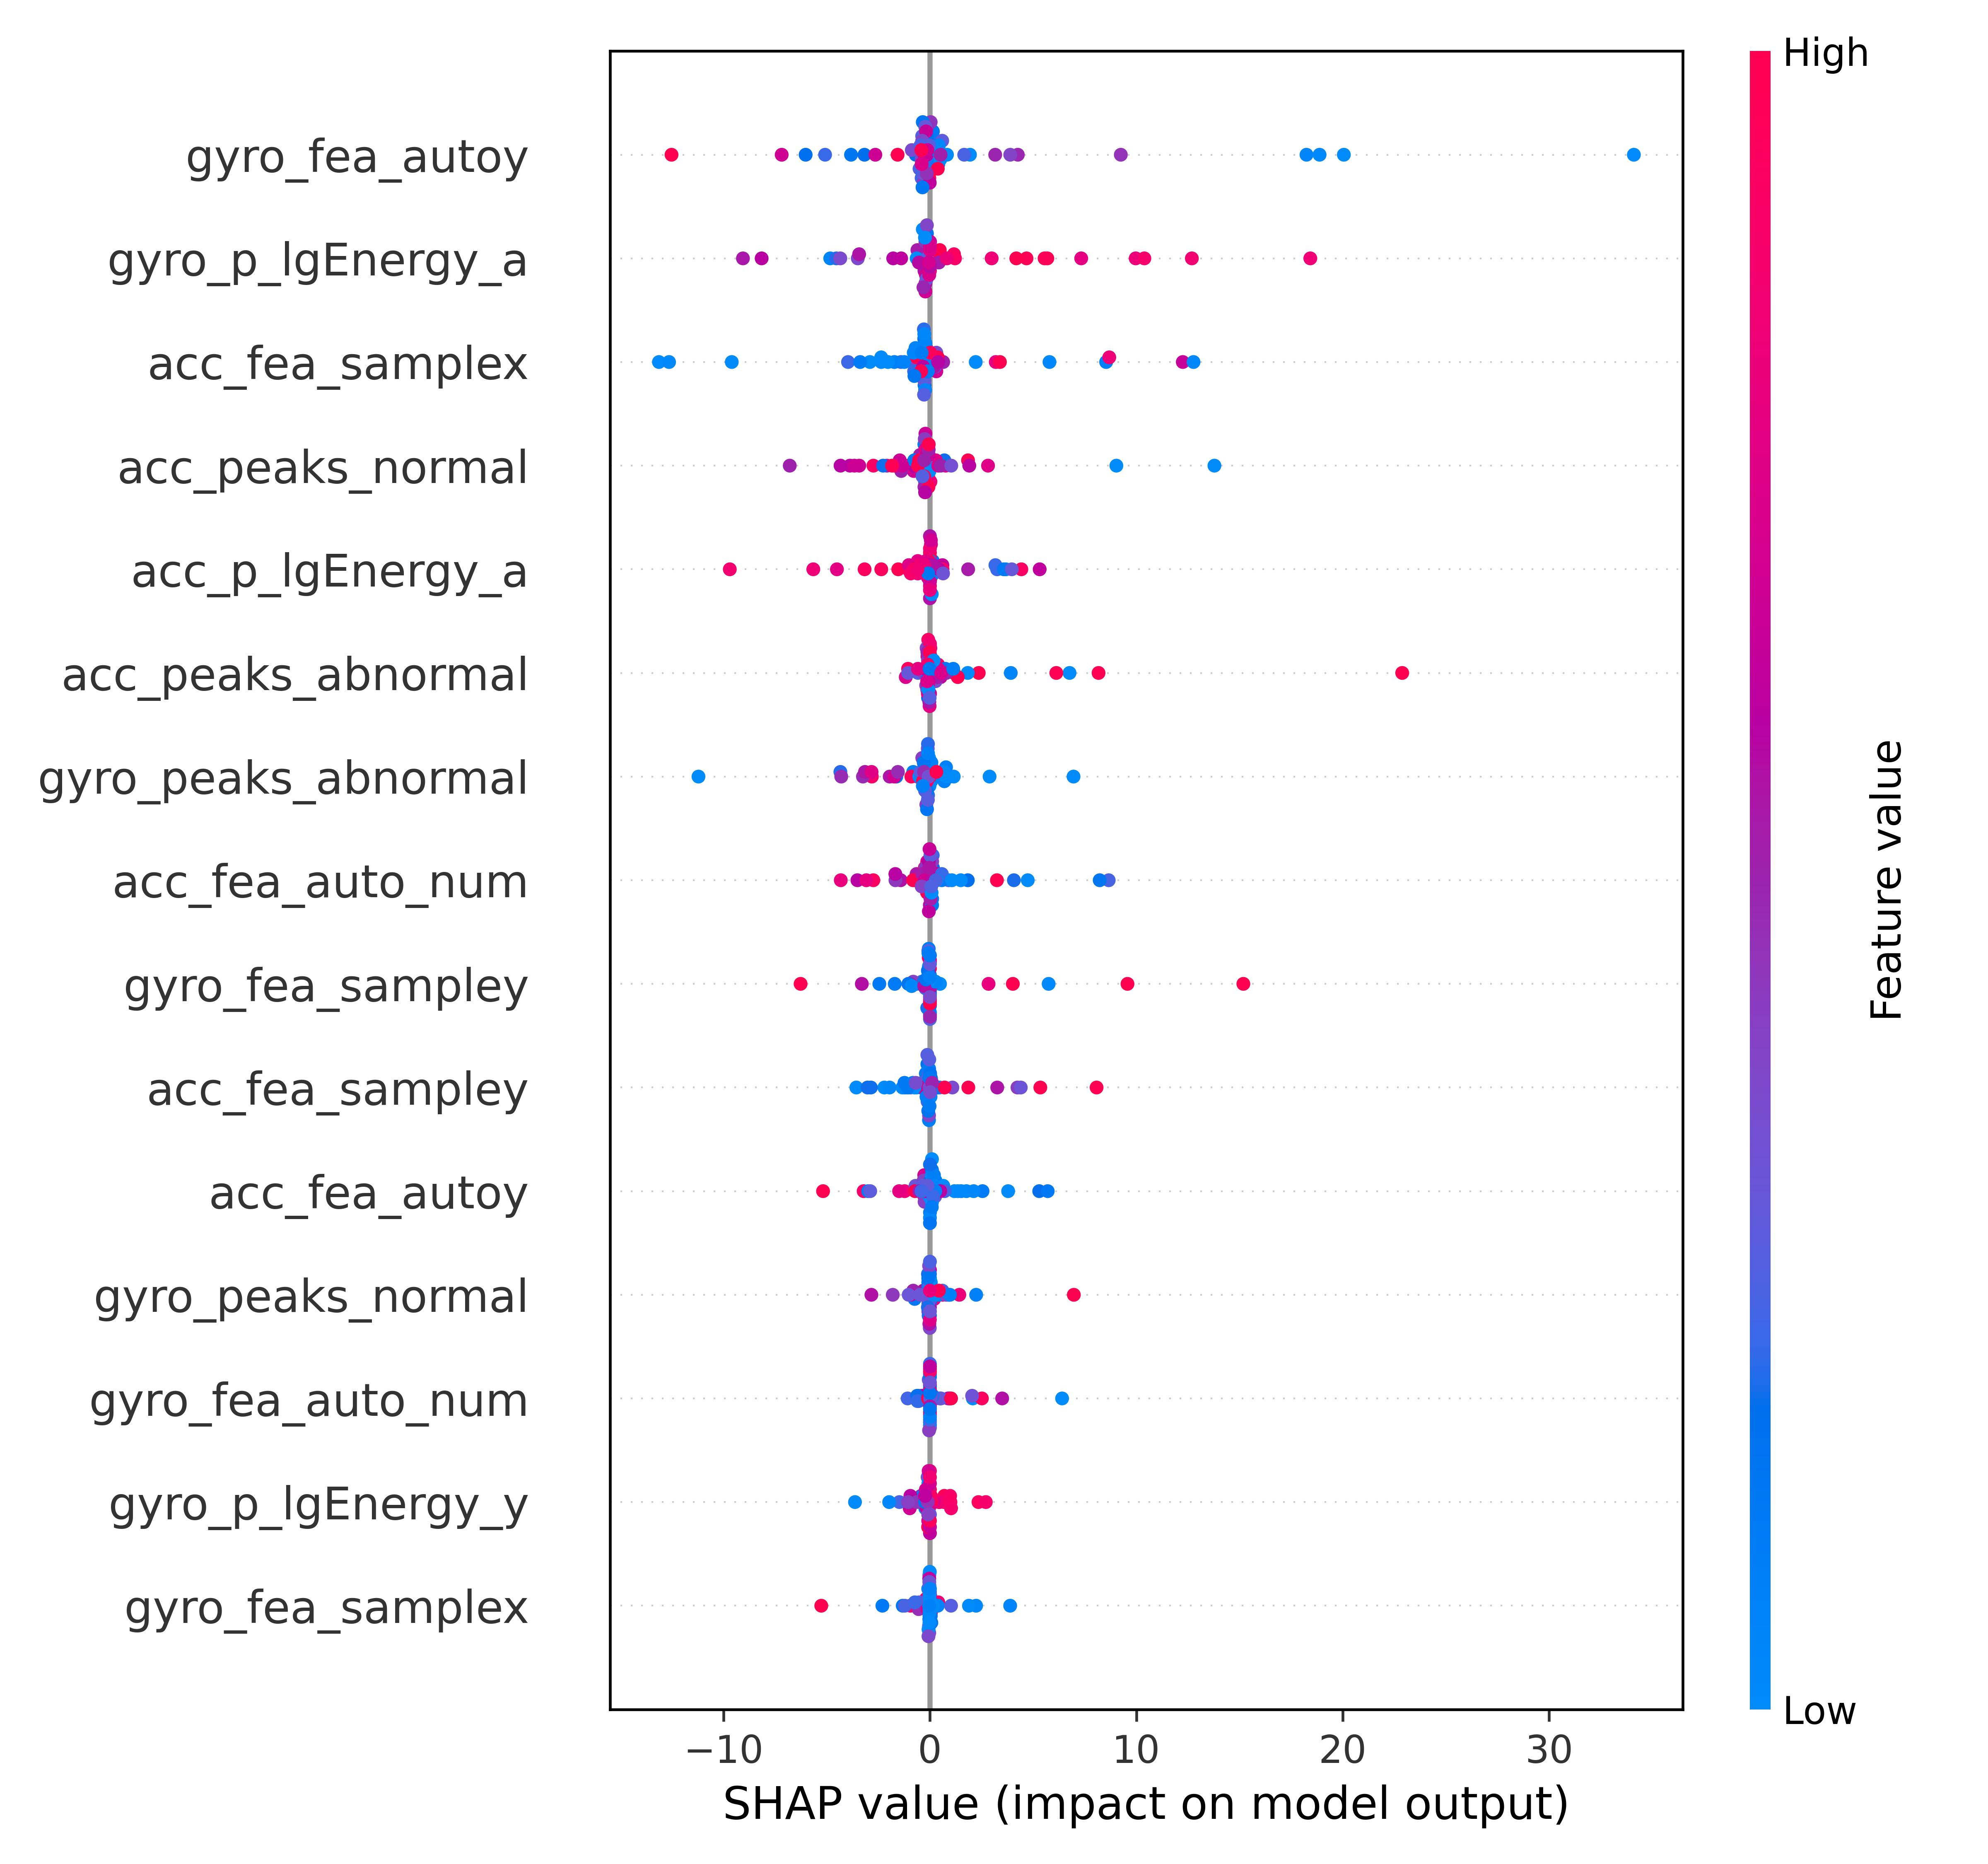 High
gyro_fea_autoy
gyro_p_lgEnergy_a
acc_fea_samplex
acc_peaks_normal
acc_p_lgEnergy_a
acc_peaks_abnormal
gyro_peaks_abnormal
acc_fea_auto_num
gyro_fea_sampley
acc_fea_sampley
acc_fea_autoy
gyro_peaks_normal
gyro_fea_auto_num
gyro_p_lgEnergy_y
gyro_fea_samplex
Feature value
Low
−10 0 10 20 30
SHAP value (impact on model output)